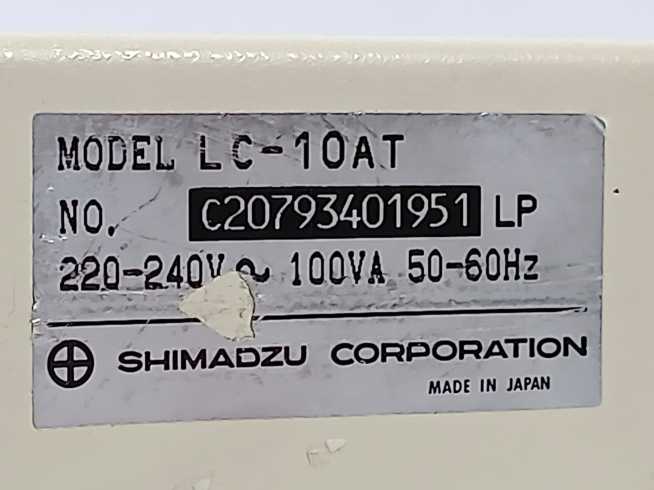 MODEL LC-10AT
NO. C20793401951 LP
220-240V~ 100VA 50-60Hz
SHIMADZU CORPORATION
MADE IN JAPAN